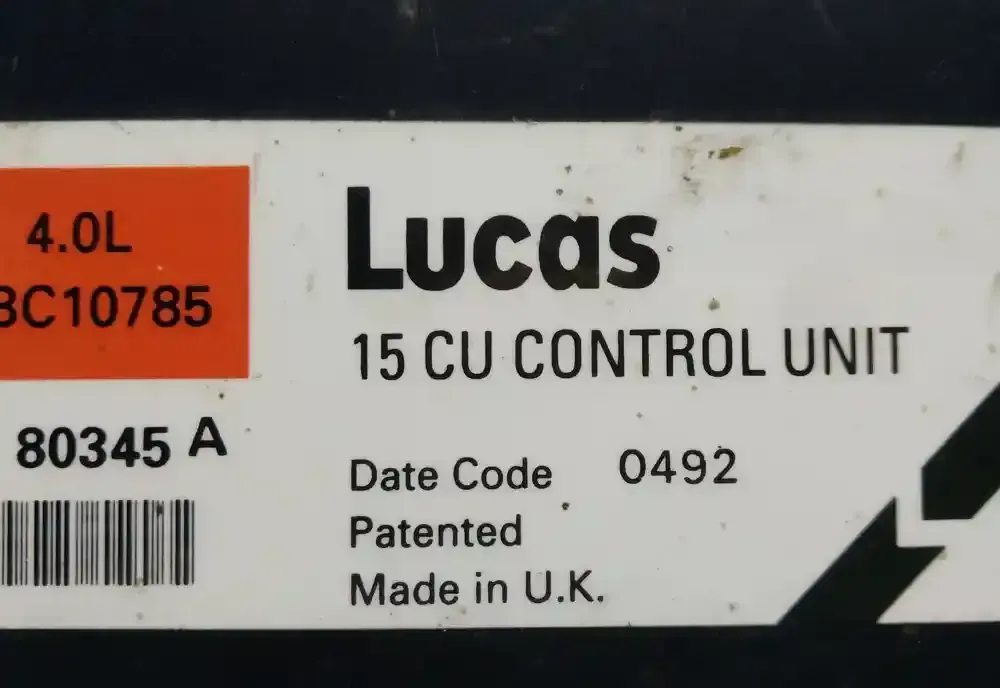 4.0L
BC10785
80345 A
Lucas
15 CU CONTROL UNIT
Date Code 0492
Patented
Made in U.K.